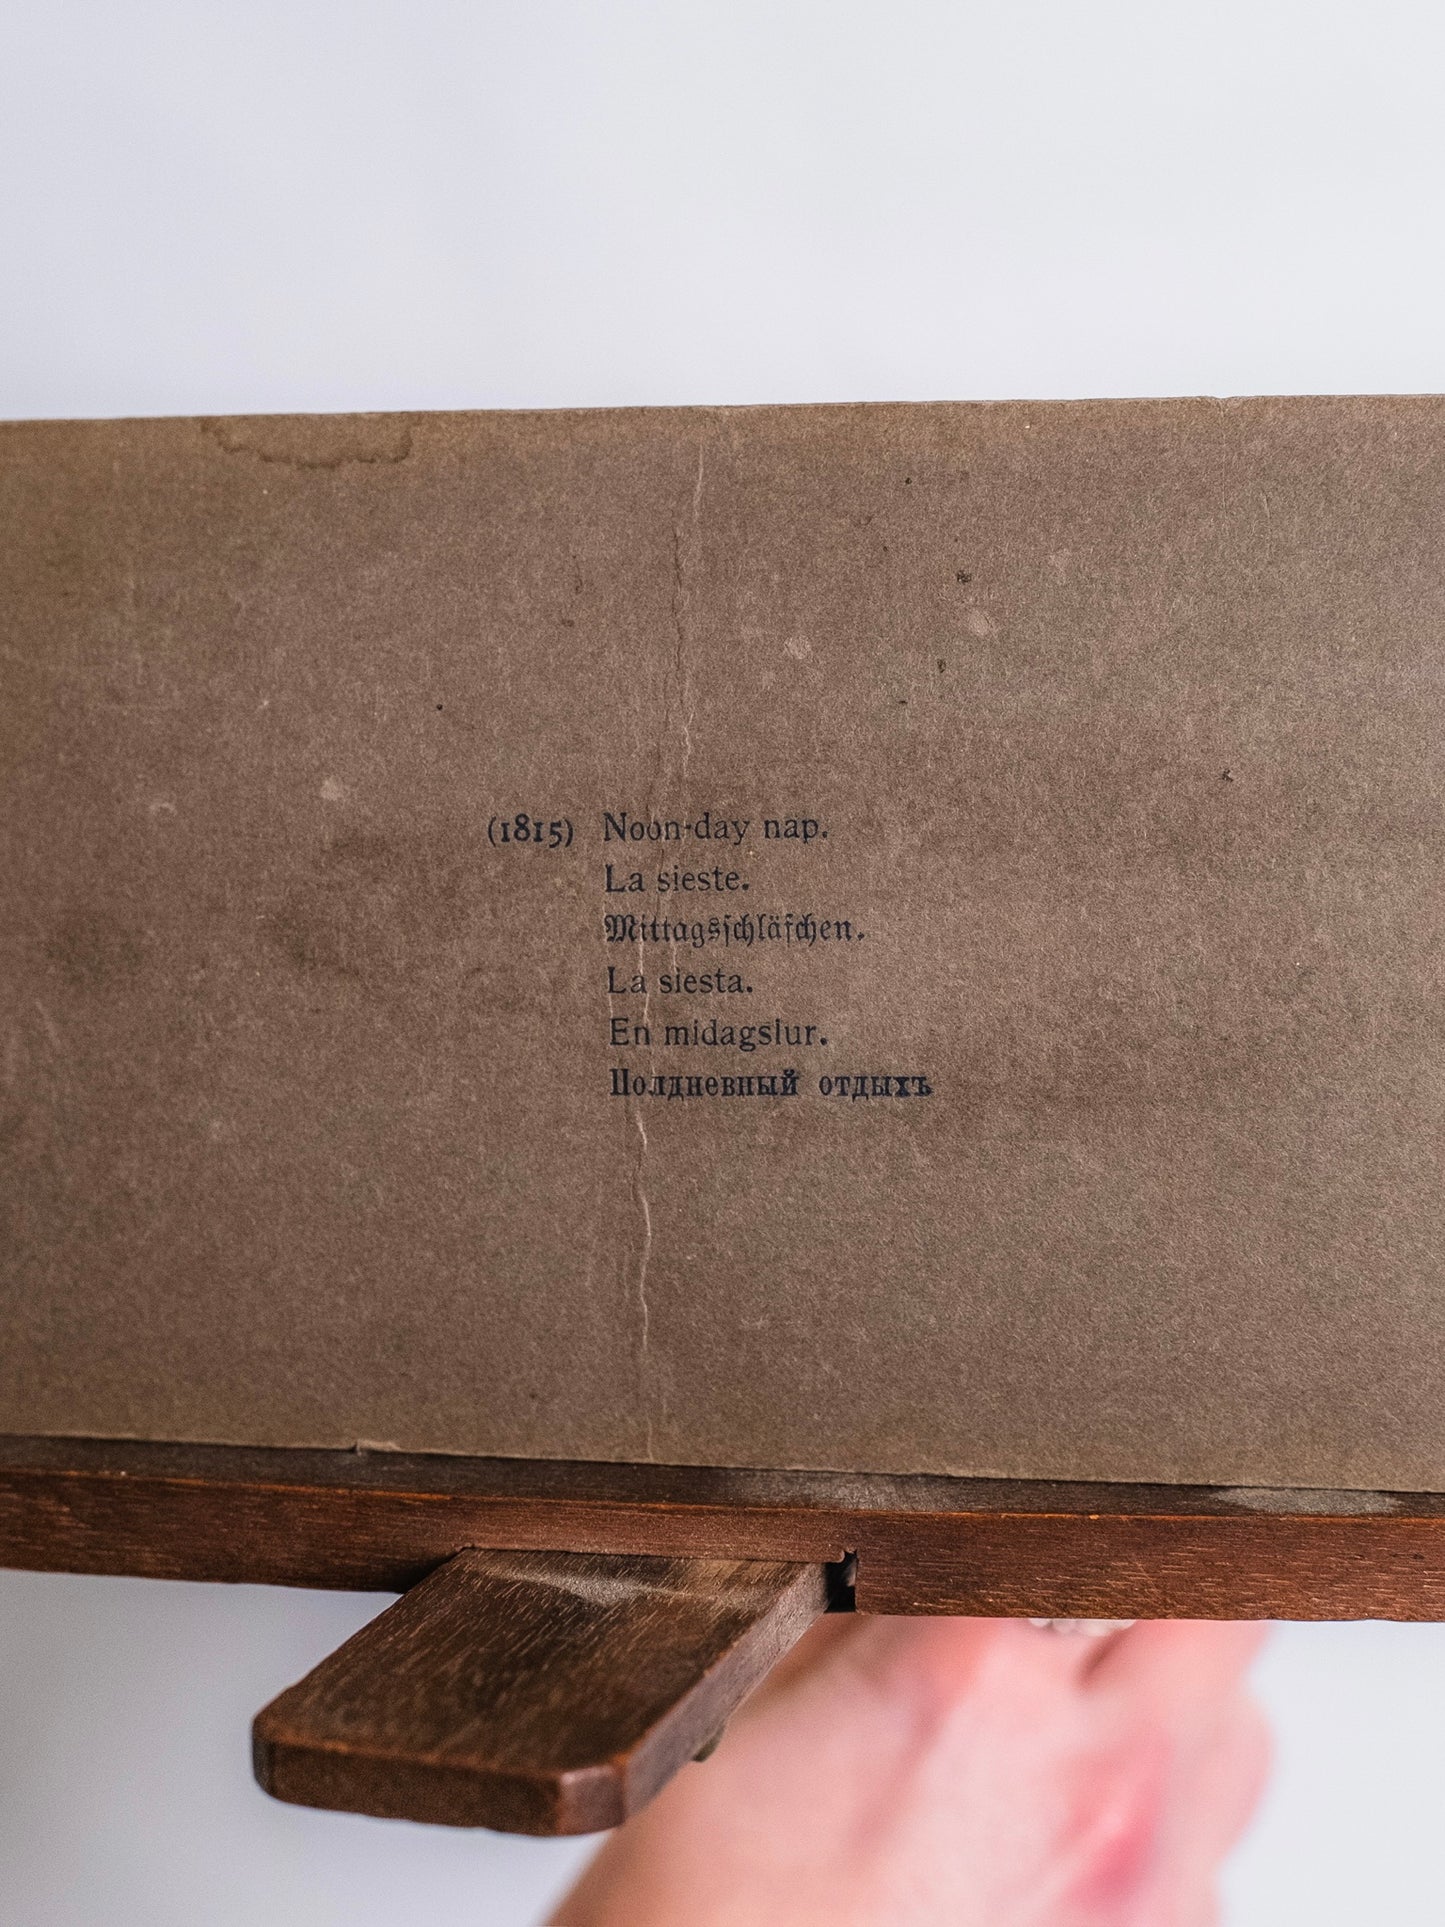 (1815) Noon-day nap.
La sieste.
Mittagsschläfchen.
La siesta.
En midagslur.
Полдневный отдыхъ